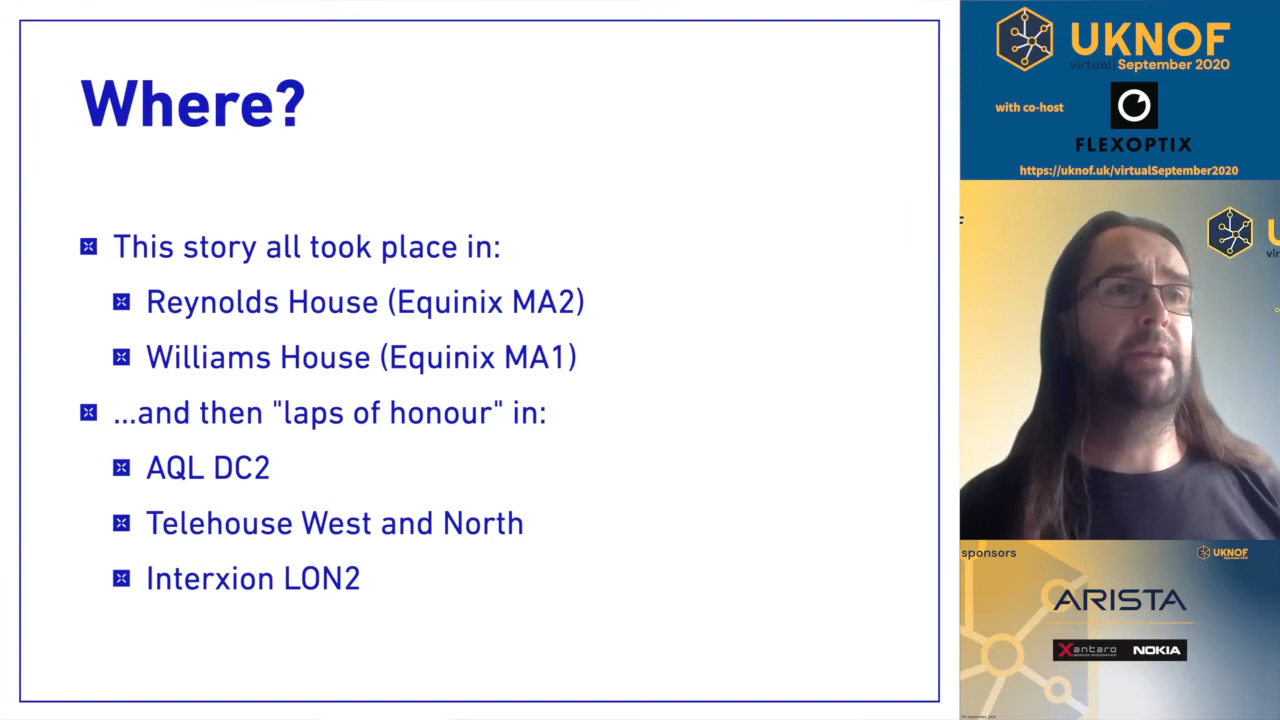 Where?
This story all took place in:
Reynolds House (Equinix MA2)
Williams House (Equinix MA1)
...and then "laps of honour" in:
AQL DC2
Telehouse West and North
Interxion LON2
UKNOF
virtual September 2020
with co-host
FLEXOPTIX
https://uknof.uk/virtualSeptember2020
sponsors
UKNOF
ARISTA
Xantaro
NOKIA